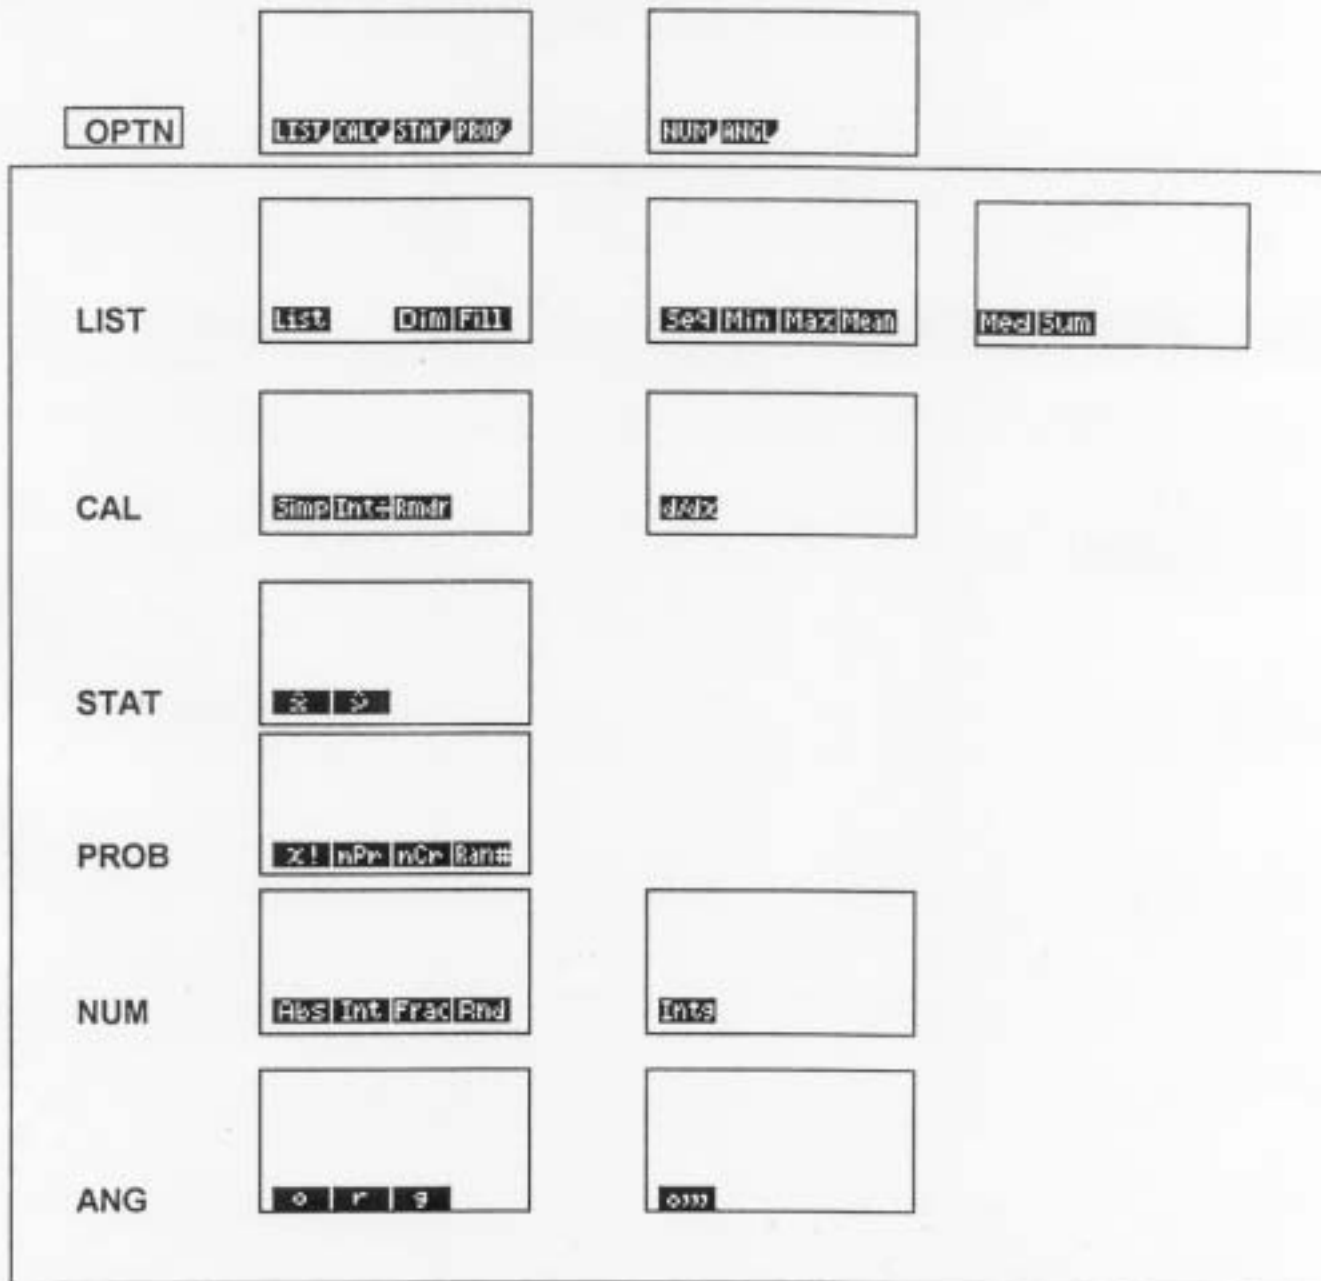 OPTN LIST CALC STAT PROB NUM ANGL
LIST List Dim Fill Seq Min Max Mean Med Sum
CAL Simp Int÷ Rmdr d/dx
STAT x̂ ŷ
PROB x! nPr nCr Ran#
NUM Abs Int Frac Rnd Intg
ANG o r g o,,,